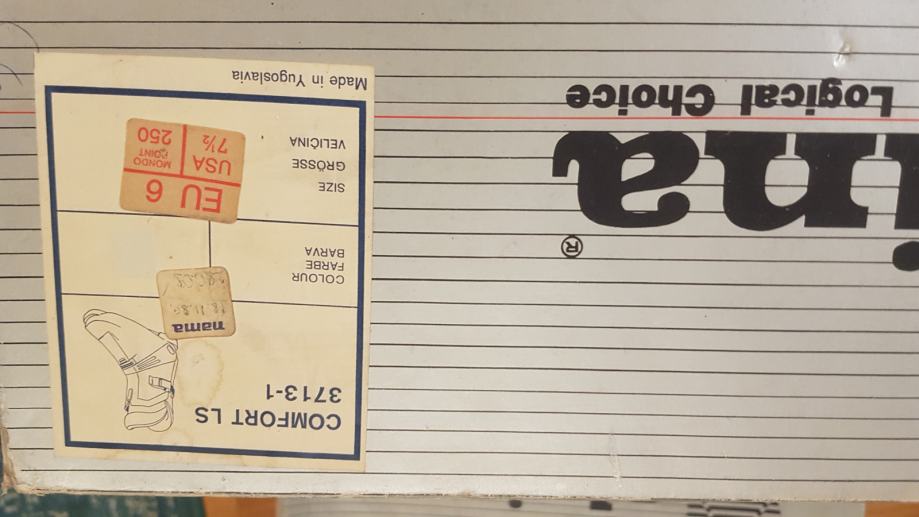 COMFORT LS
3713-1
nama
COLOUR
FARBE
BARVA
SIZE
GRÖSSE
VELIČINA
EU 6
USA
7½
MONDO
POINT
250
Made in Yugoslavia
ina®
Logical Choice